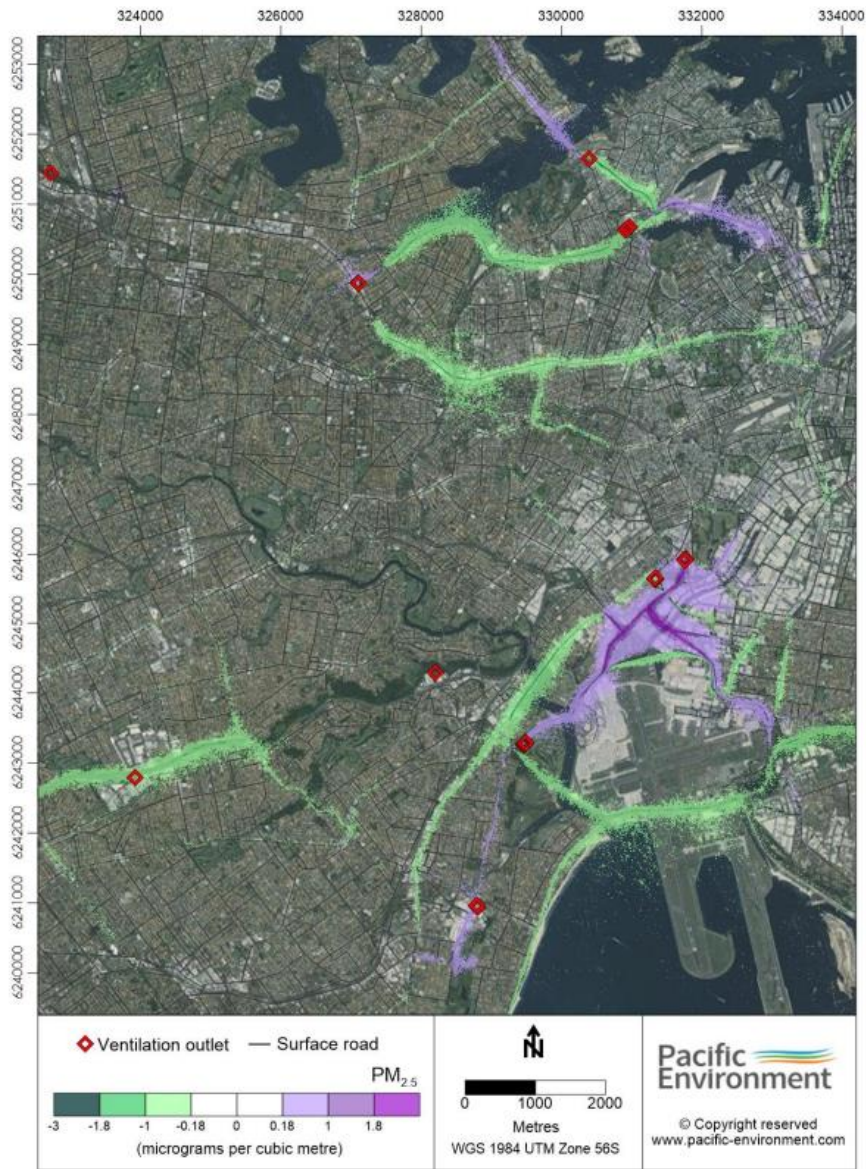 324000 326000 328000 330000 332000 334000
6253000
6252000
6251000
6250000
6249000
6248000
6247000
6246000
6245000
6244000
6243000
6242000
6241000
6240000
Ventilation outlet — Surface road
PM2.5
-3 -1.8 -1 -0.18 0 0.18 1 1.8
(micrograms per cubic metre)
N
0 1000 2000
Metres
WGS 1984 UTM Zone 56S
Pacific
Environment
© Copyright reserved
www.pacific-environment.com